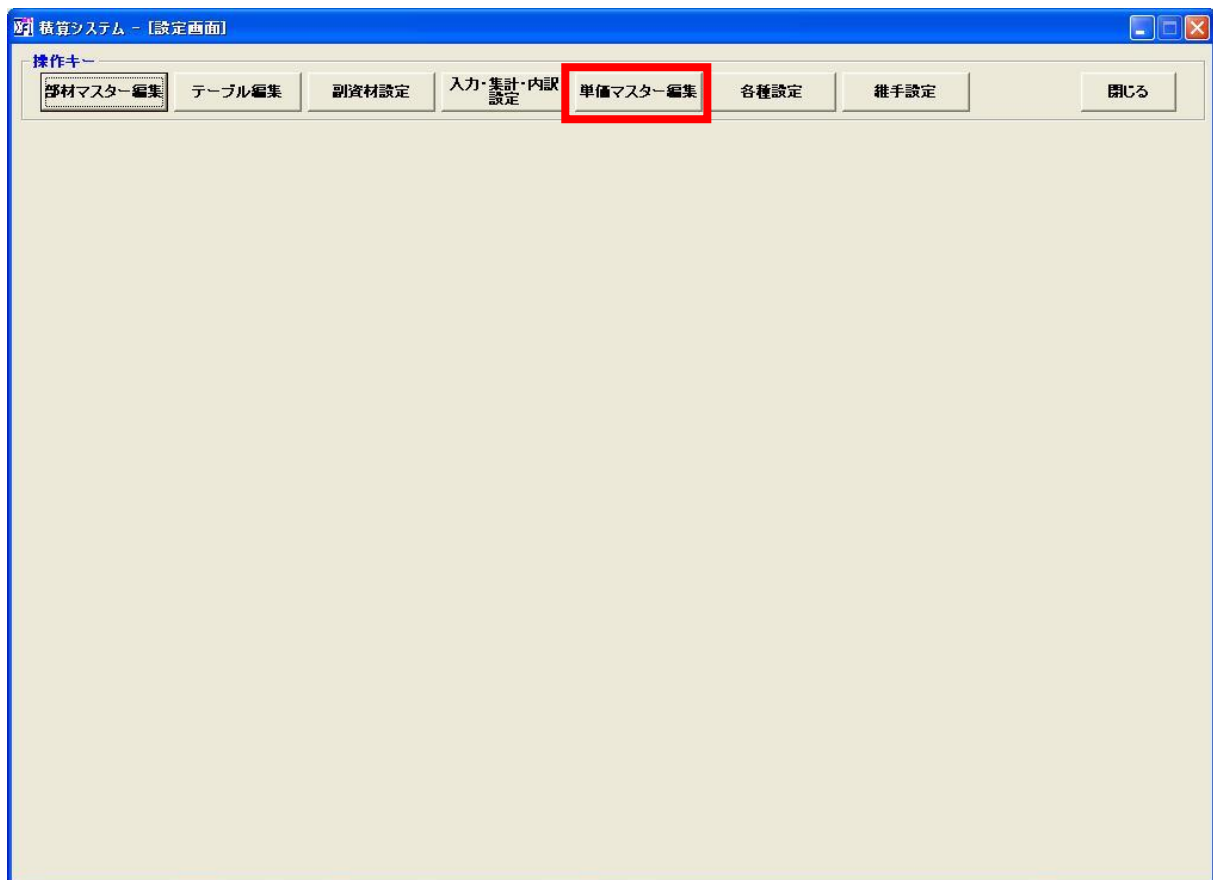 積算システム - [設定画面]
操作キー
部材マスター編集
テーブル編集
副資材設定
入力・集計・内訳
設定
単価マスター編集
各種設定
継手設定
閉じる